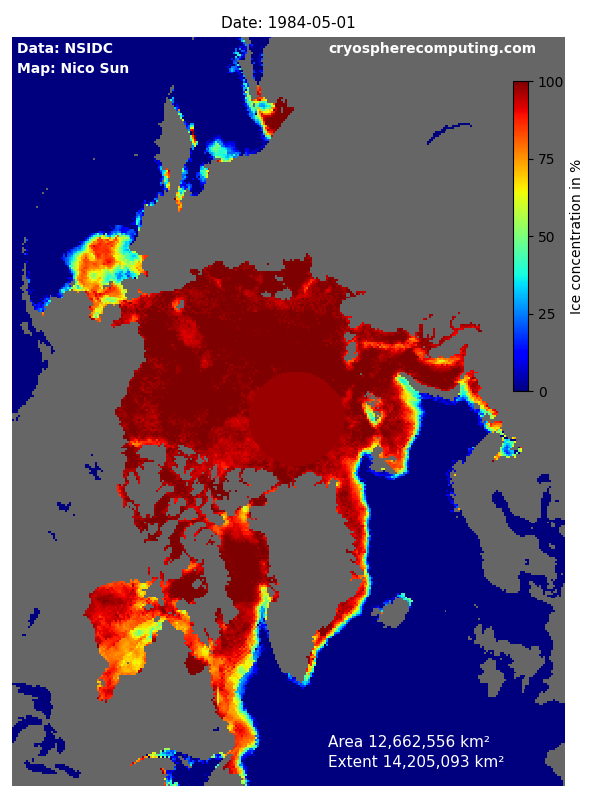 Date: 1984-05-01
Data: NSIDC
Map: Nico Sun
cryospherecomputing.com
100
75
50
25
0
Ice concentration in %
Area 12,662,556 km²
Extent 14,205,093 km²